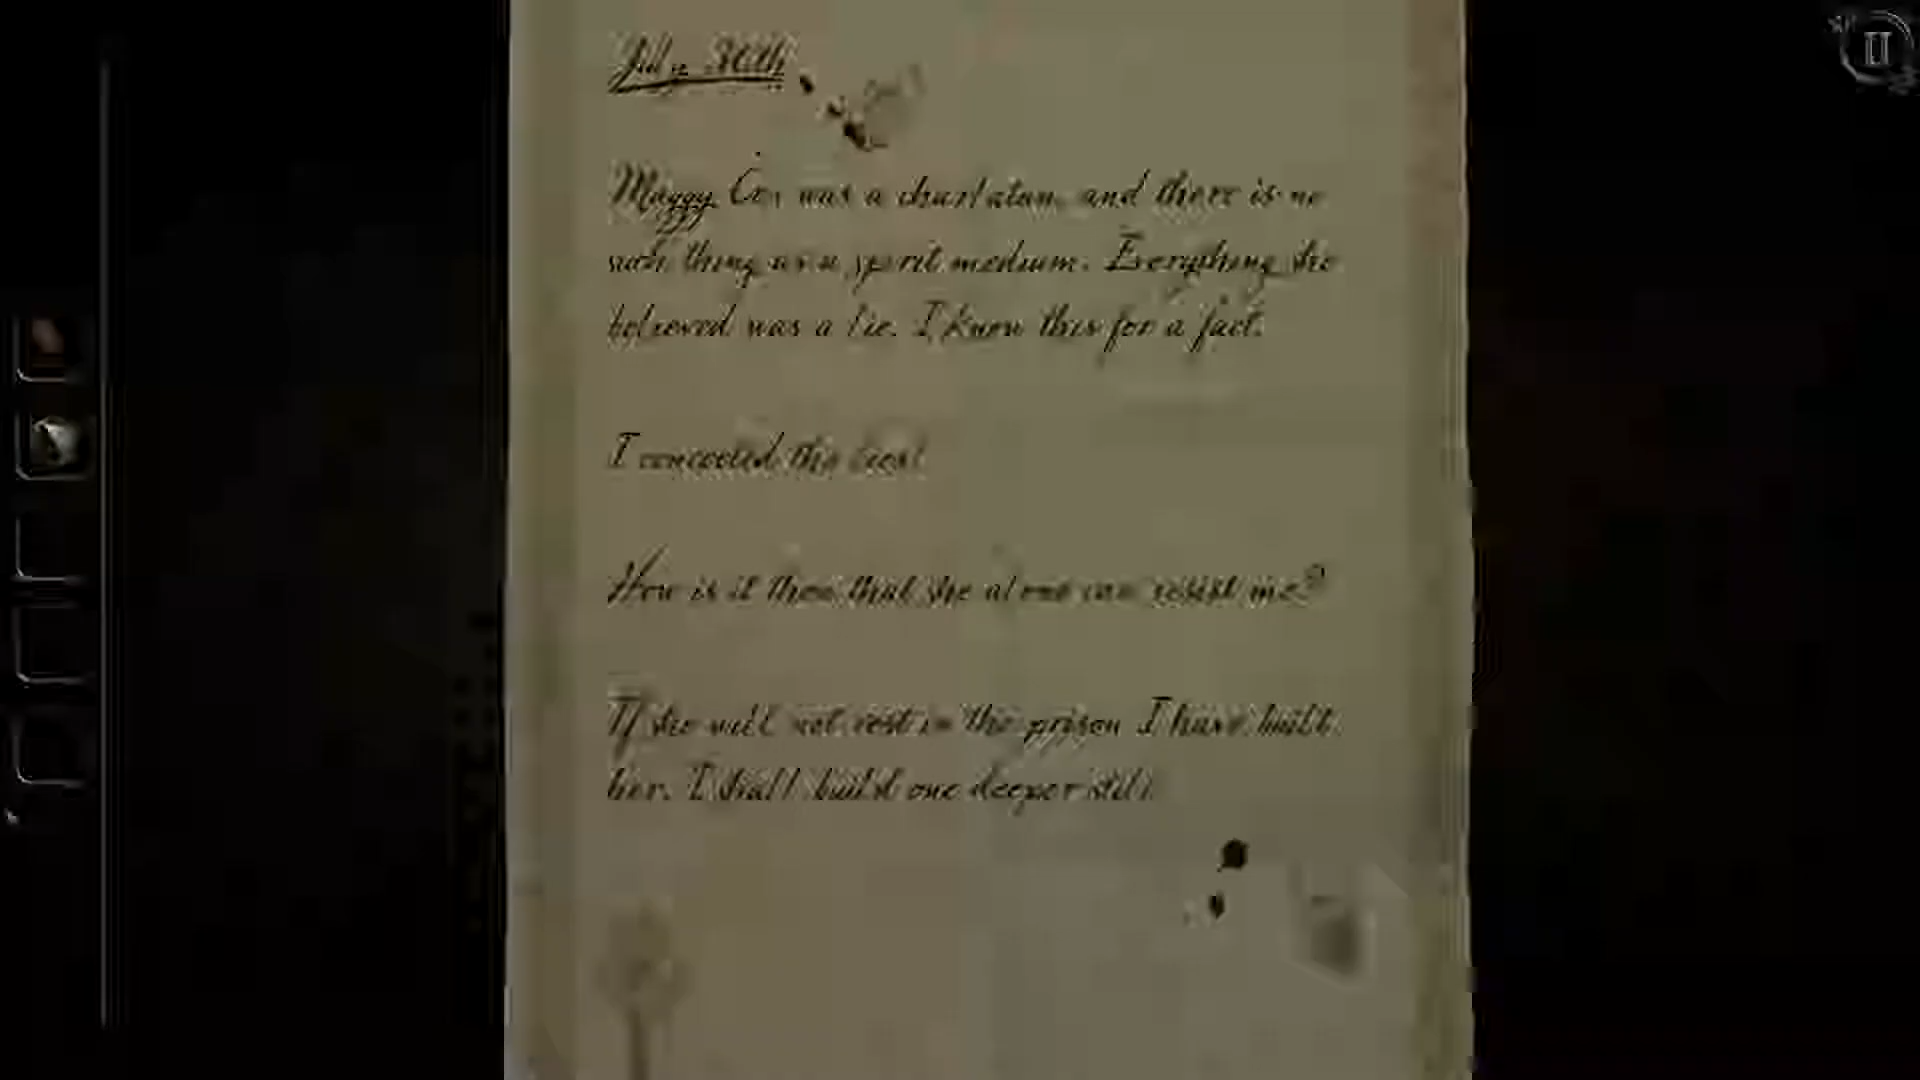 July 30th
Maggy Cox was a charlatan, and there is no
such thing as a spirit medium. Everything she
believed was a lie. I know this for a fact.
I concocted the lies!
How is it then that she alone can resist me?
If she will not rest in the prison I have built
her, I shall build one deeper still.